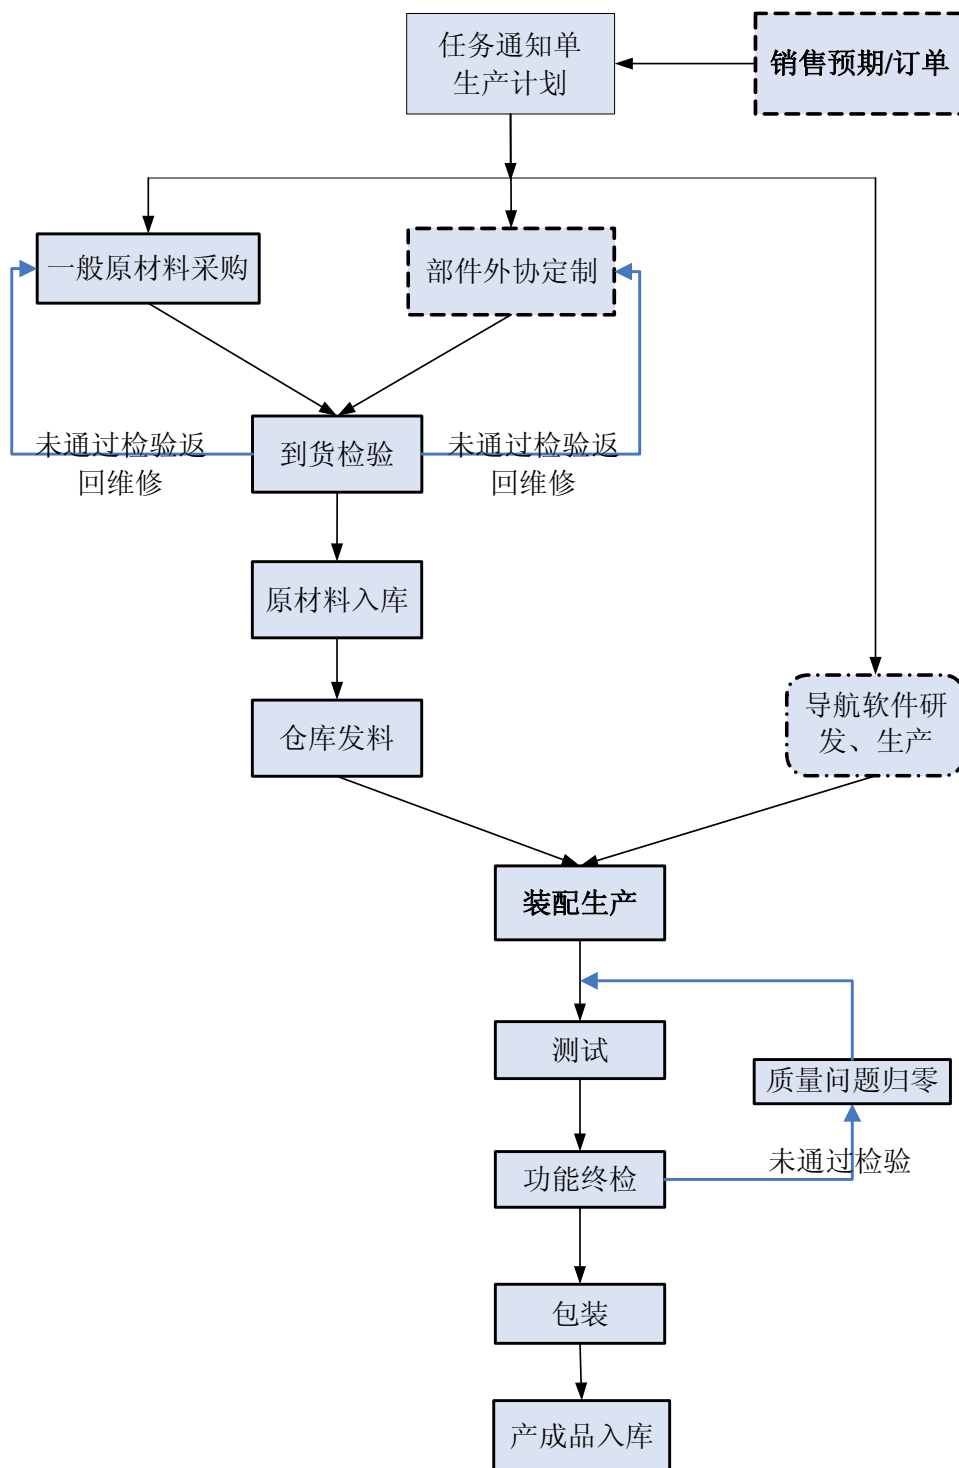 任务通知单
生产计划
销售预期/订单
一般原材料采购
部件外协定制
未通过检验返
回维修
到货检验
未通过检验返
回维修
原材料入库
仓库发料
导航软件研
发、生产
装配生产
测试
质量问题归零
功能终检
未通过检验
包装
产成品入库